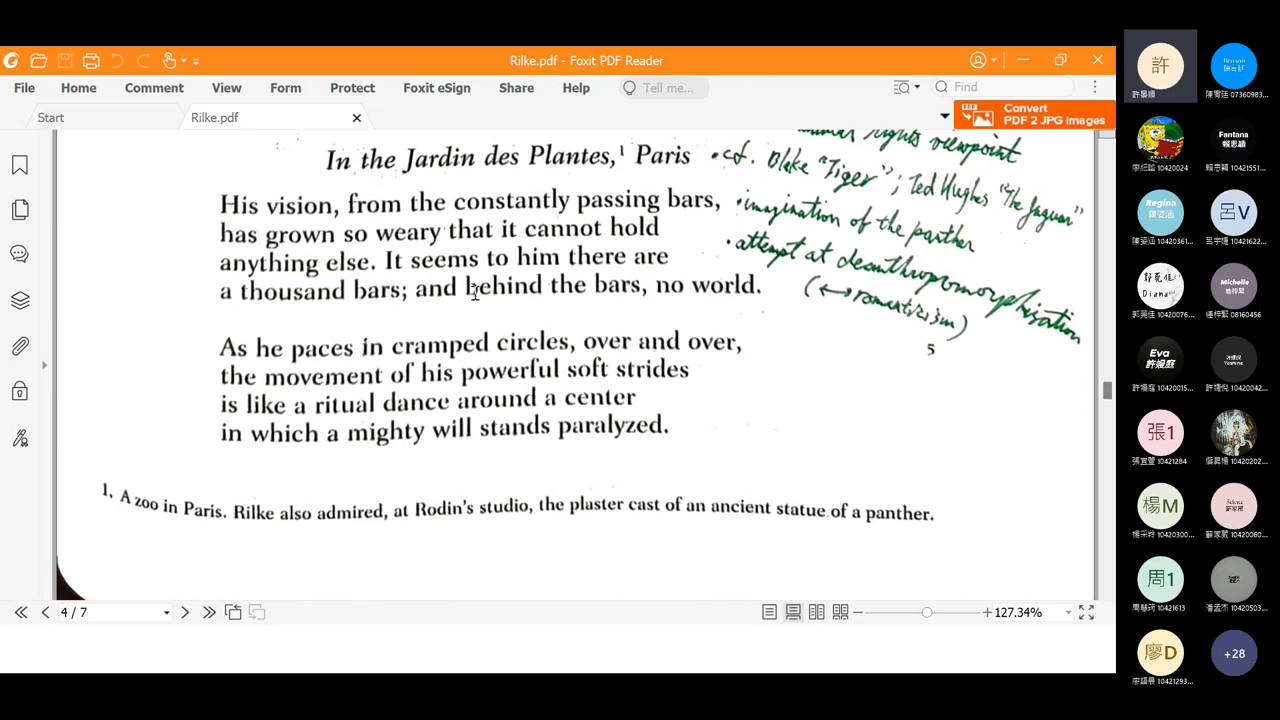 Rilke.pdf - Foxit PDF Reader
File Home Comment View Form Protect Foxit eSign Share Help Tell me... Find
Start Rilke.pdf
Convert
PDF 2 JPG Images
rights viewpoint
In the Jardin des Plantes,¹ Paris
•cf. Blake "Tiger"; Ted Hughes "The Jaguar"
His vision, from the constantly passing bars,
has grown so weary that it cannot hold
anything else. It seems to him there are
a thousand bars; and behind the bars, no world.
•imagination of the panther
•attempt at deanthropomorphization
(↔romanticism)
5
As he paces in cramped circles, over and over,
the movement of his powerful soft strides
is like a ritual dance around a center
in which a mighty will stands paralyzed.
1. A zoo in Paris. Rilke also admired, at Rodin's studio, the plaster cast of an ancient statue of a panther.
4 / 7
127.34%
許
Fantana
Regina
呂V
Diana
Michelle
Eva
張1
楊M
Selena
周1
廖D
+28